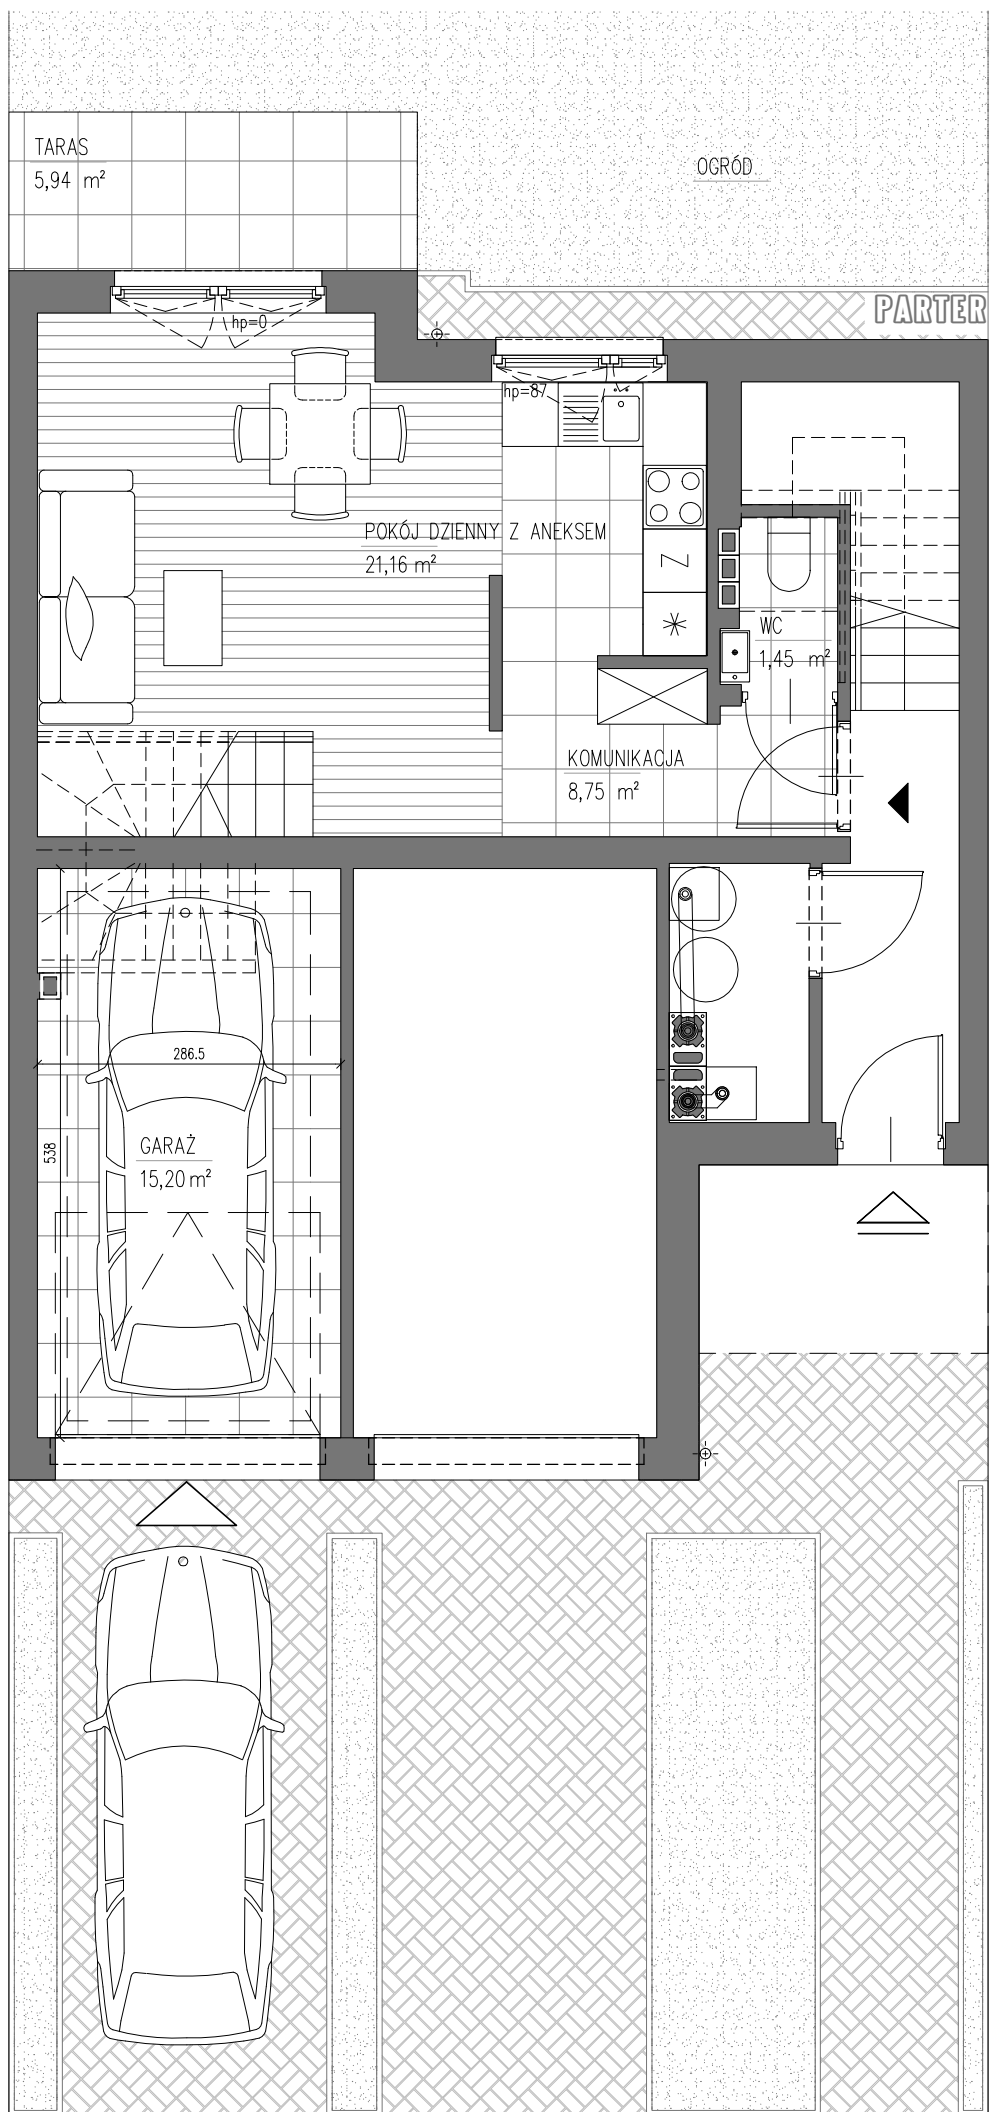 TARAS
5,94 m²
OGRÓD
PARTER
hp=0
hp=87
POKÓJ DZIENNY Z ANEKSEM
21,16 m²
Z
WC
1,45 m²
KOMUNIKACJA
8,75 m²
286.5
538
GARAŻ
15,20 m²